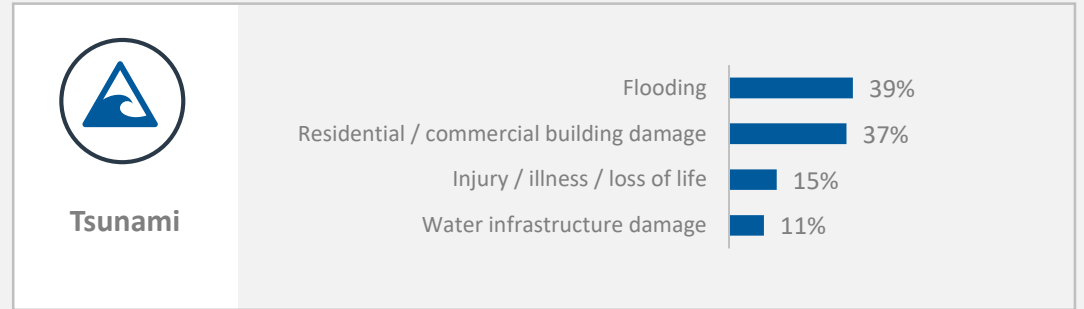 Tsunami
Flooding 39%
Residential / commercial building damage 37%
Injury / illness / loss of life 15%
Water infrastructure damage 11%